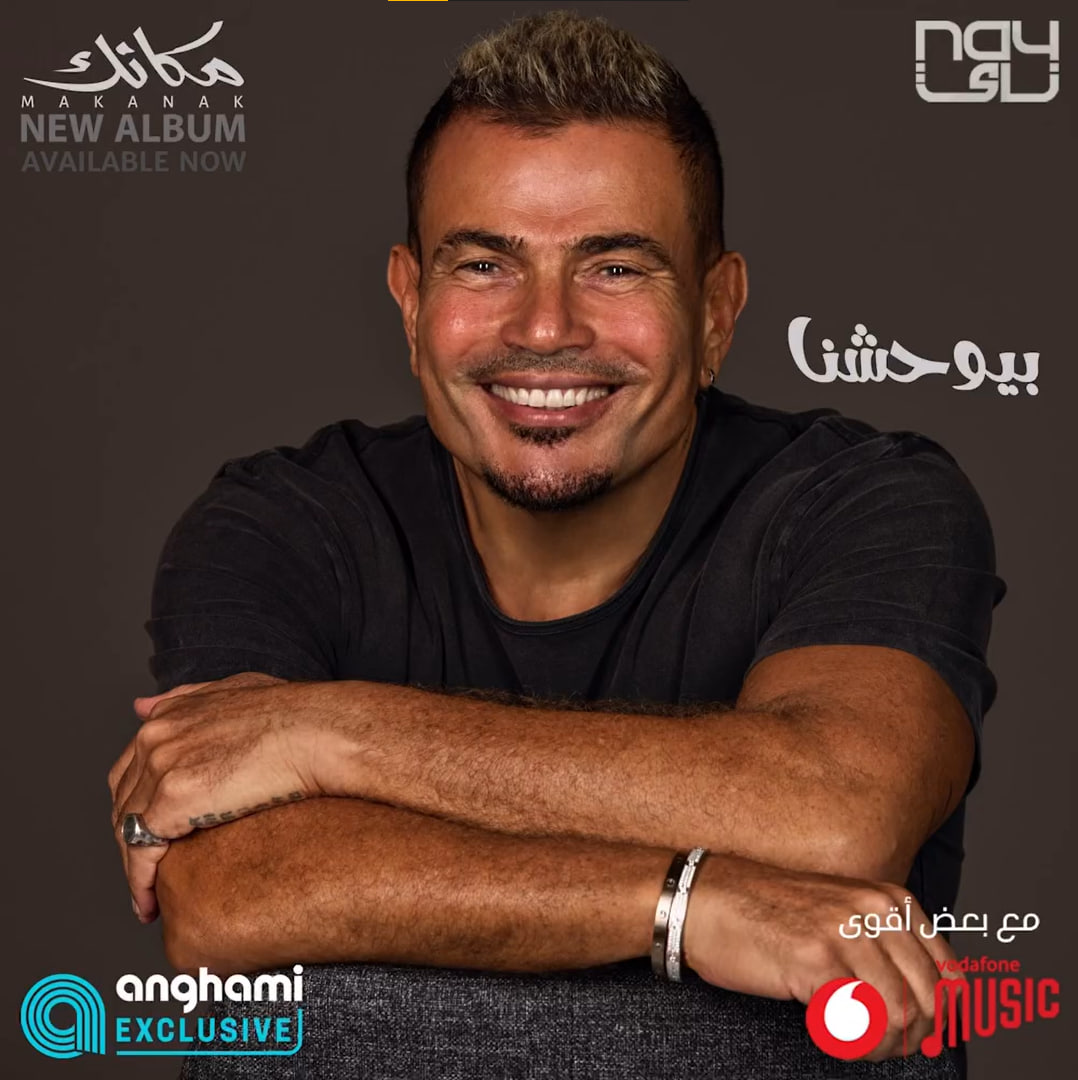 مكانك
MAKANAK
NEW ALBUM
AVAILABLE NOW
nay
ناي
بيوحشنا
مع بعض أقوى
anghami
EXCLUSIVE
vodafone
MUSIC